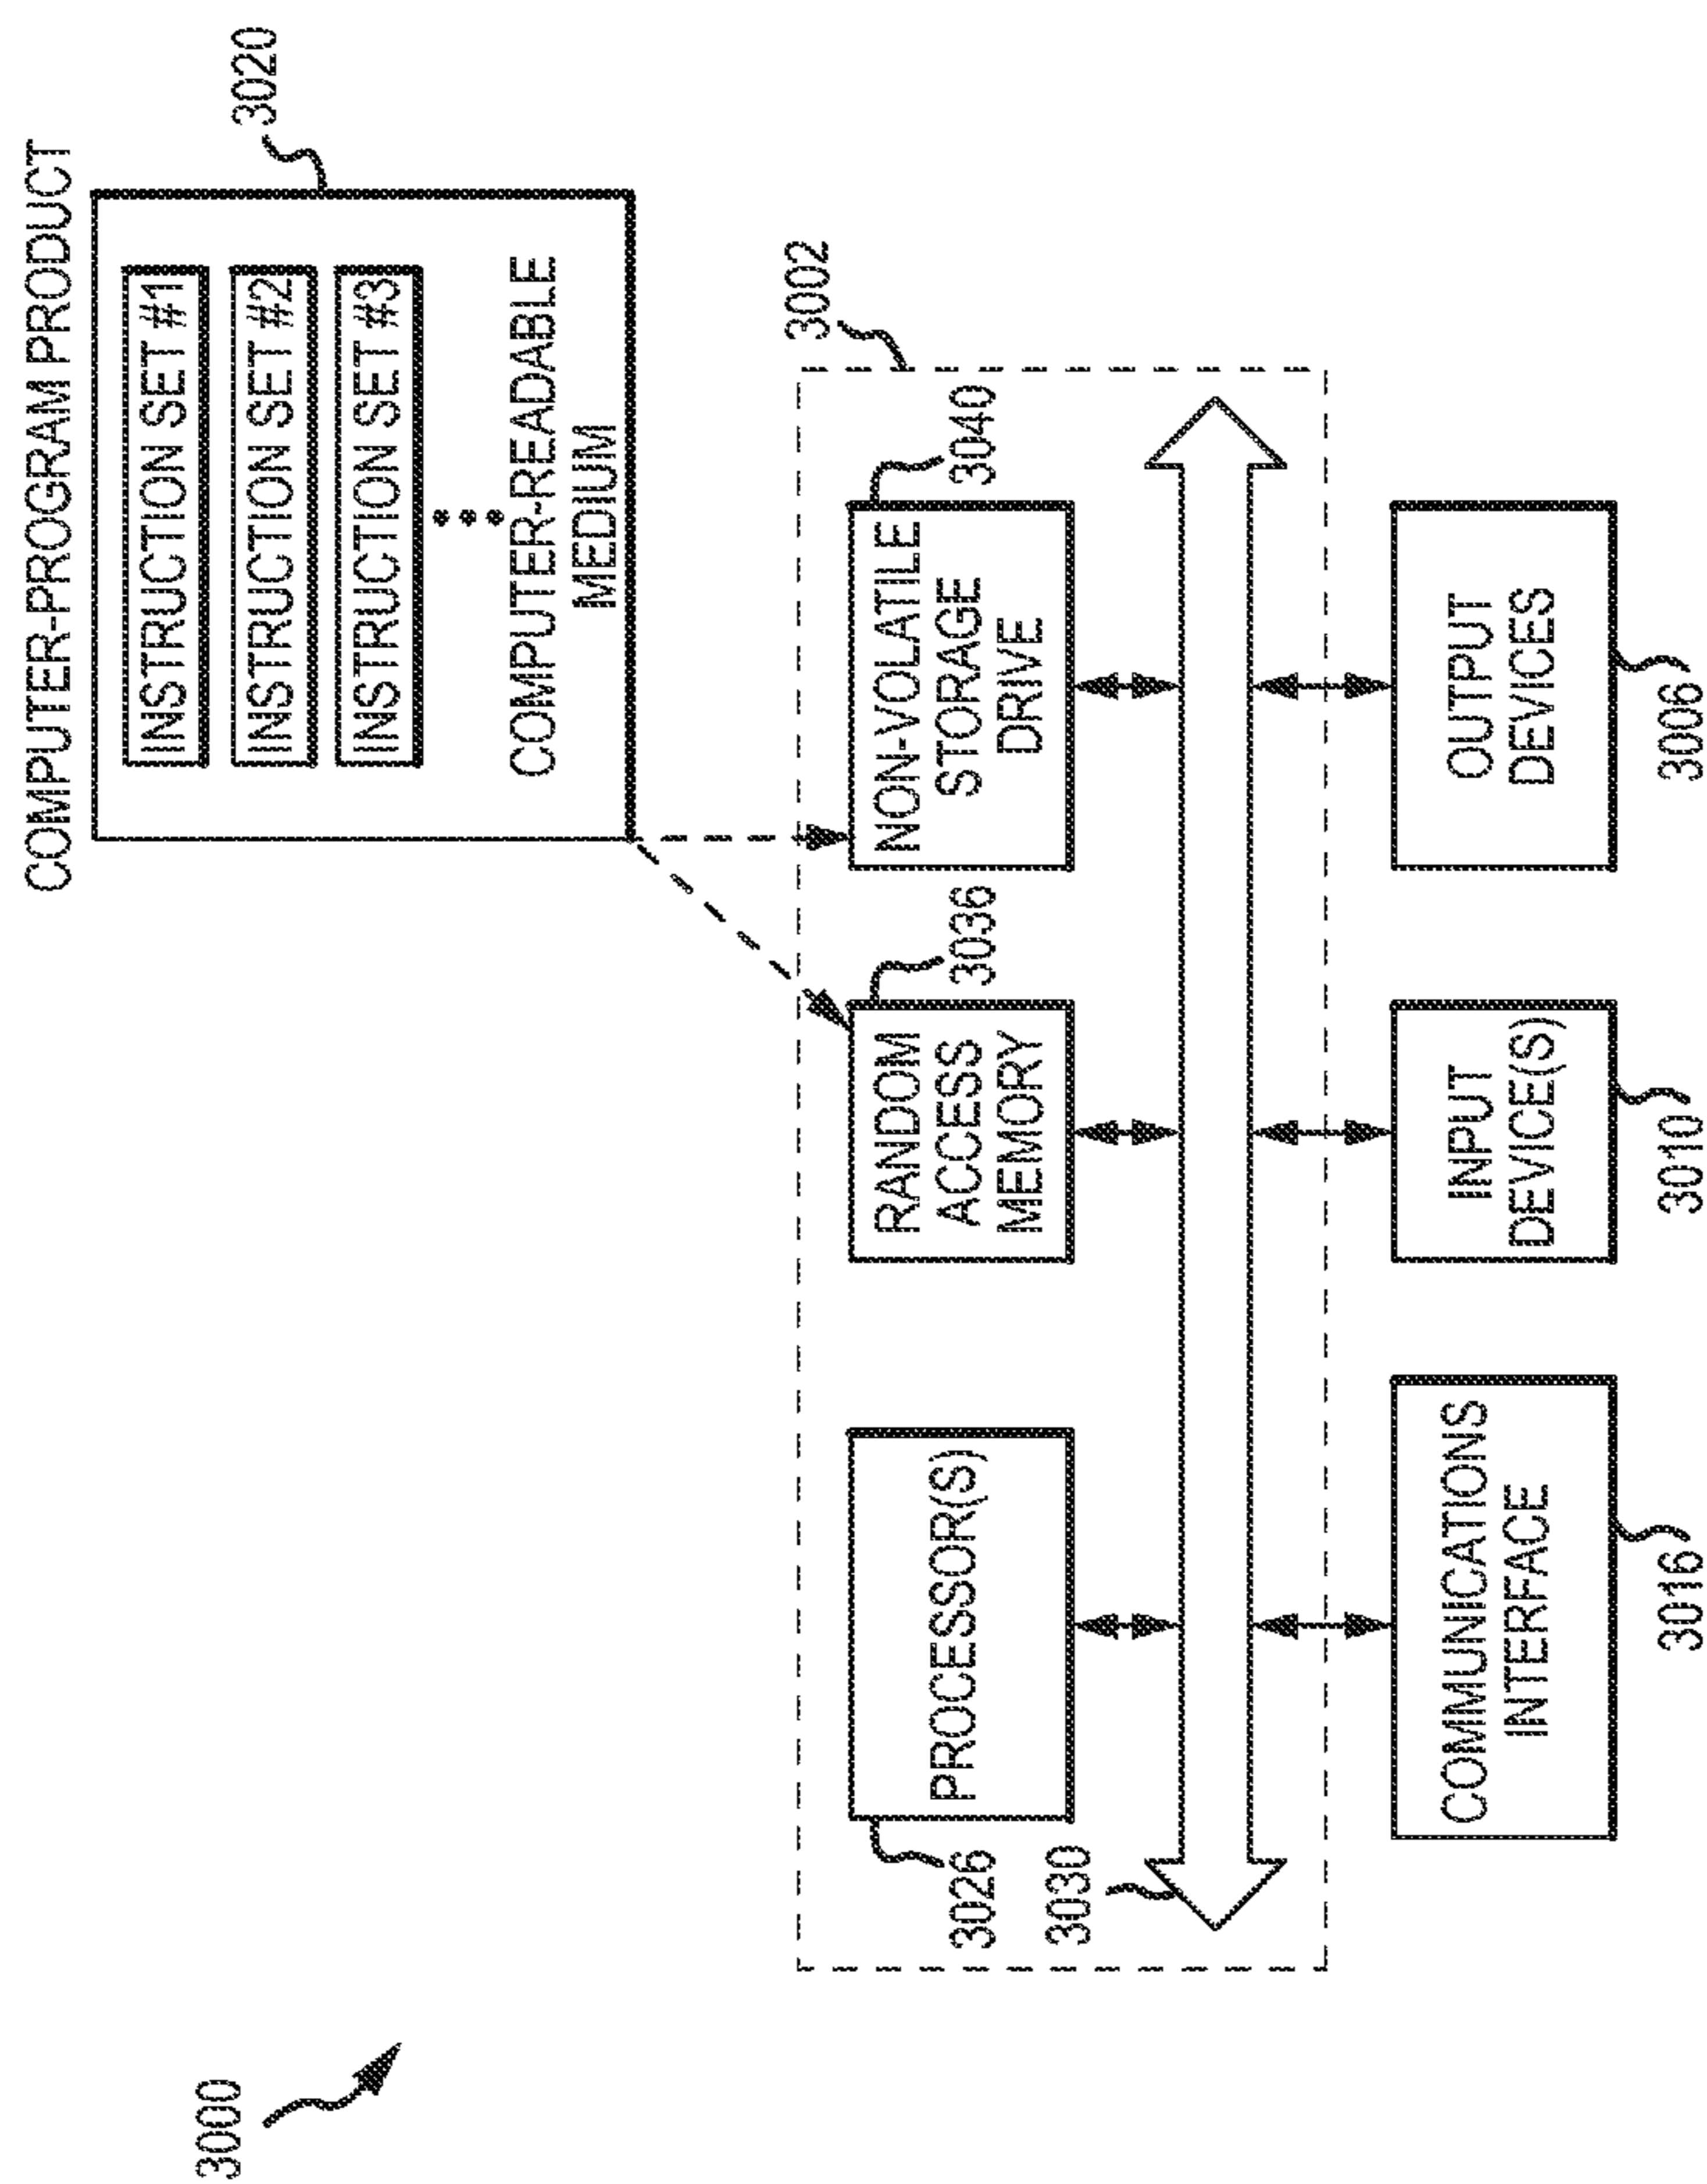 3000
COMPUTER-PROGRAM PRODUCT
3020
INSTRUCTION SET #1
INSTRUCTION SET #2
INSTRUCTION SET #3
COMPUTER-READABLE
MEDIUM
3002
3026
PROCESSOR(S)
3036
RANDOM
ACCESS
MEMORY
3040
NON-VOLATILE
STORAGE
DRIVE
3030
COMMUNICATIONS
INTERFACE
3016
INPUT
DEVICE(S)
3010
OUTPUT
DEVICES
3006